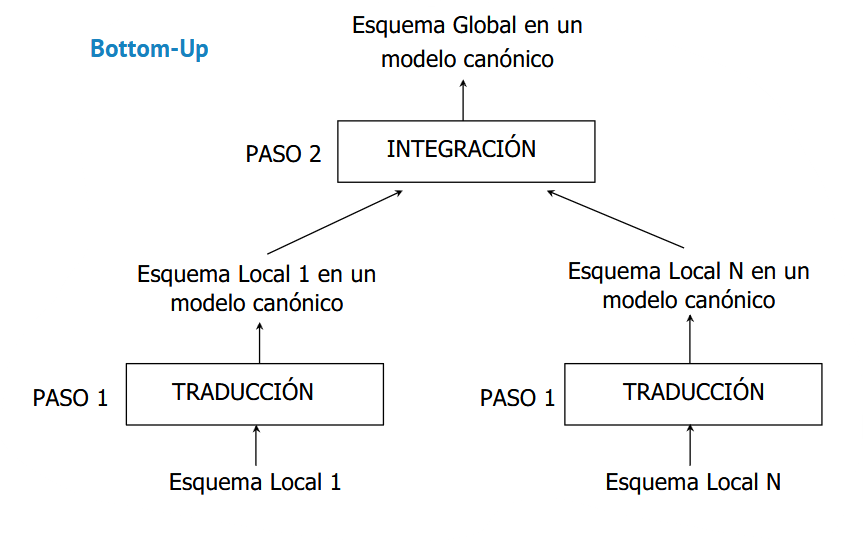 Bottom-Up
Esquema Global en un
modelo canónico
PASO 2
INTEGRACIÓN
Esquema Local 1 en un
modelo canónico
Esquema Local N en un
modelo canónico
PASO 1
TRADUCCIÓN
PASO 1
TRADUCCIÓN
Esquema Local 1
Esquema Local N